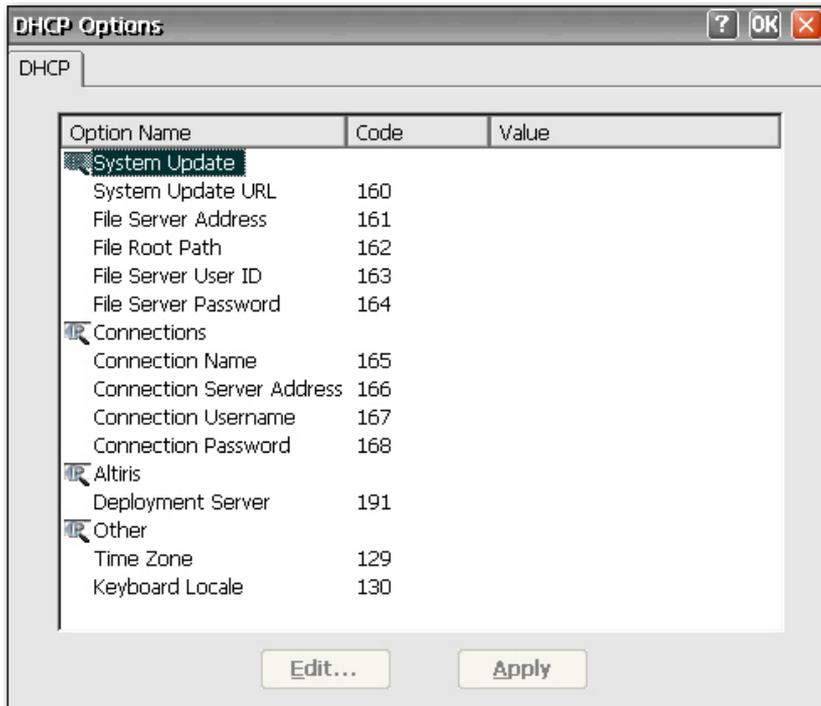 DHCP Options ? OK X
DHCP
Option Name Code Value
System Update
System Update URL 160
File Server Address 161
File Root Path 162
File Server User ID 163
File Server Password 164
Connections
Connection Name 165
Connection Server Address 166
Connection Username 167
Connection Password 168
Altiris
Deployment Server 191
Other
Time Zone 129
Keyboard Locale 130
Edit... Apply